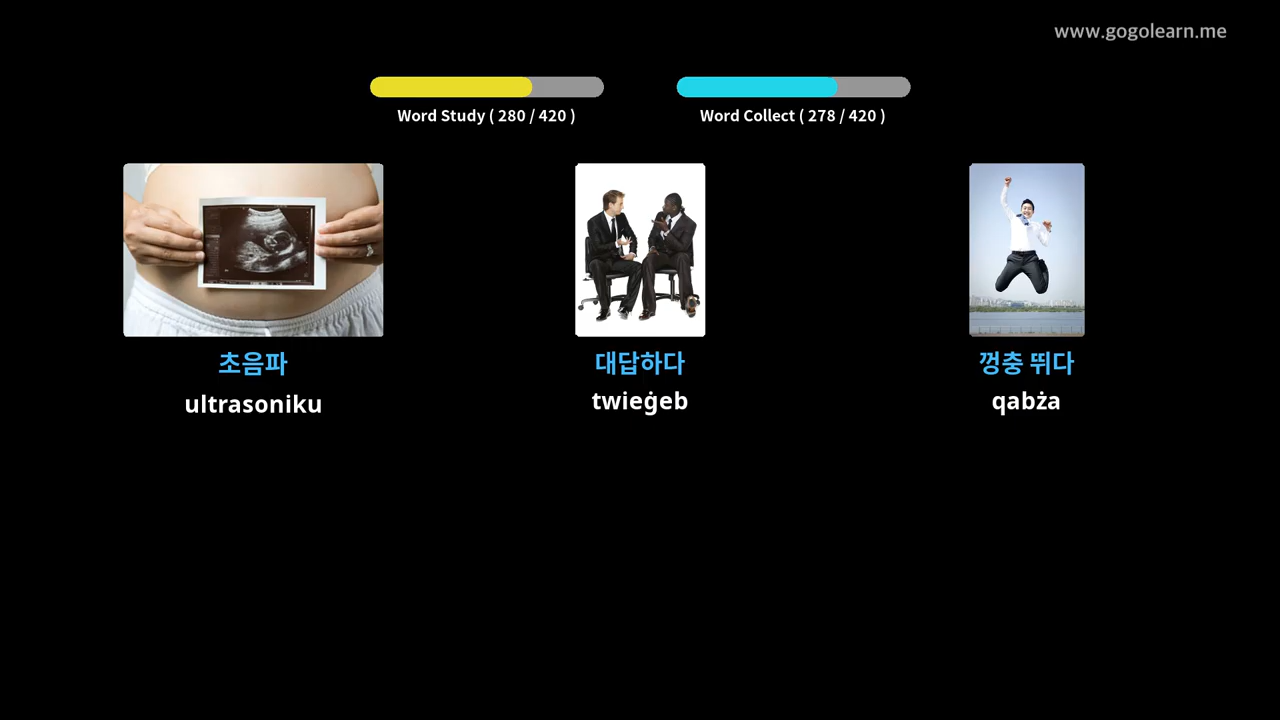 www.gogolearn.me
Word Study ( 280 / 420 )
Word Collect ( 278 / 420 )
초음파
대답하다
껑충 뛰다
ultrasoniku
twieġeb
qabża